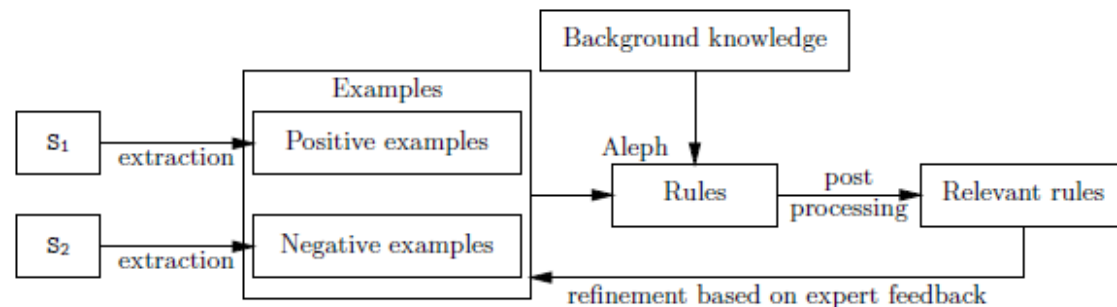 Background knowledge
Examples
S₁
extraction
Positive examples
Aleph
Rules
post
processing
Relevant rules
S₂
extraction
Negative examples
refinement based on expert feedback